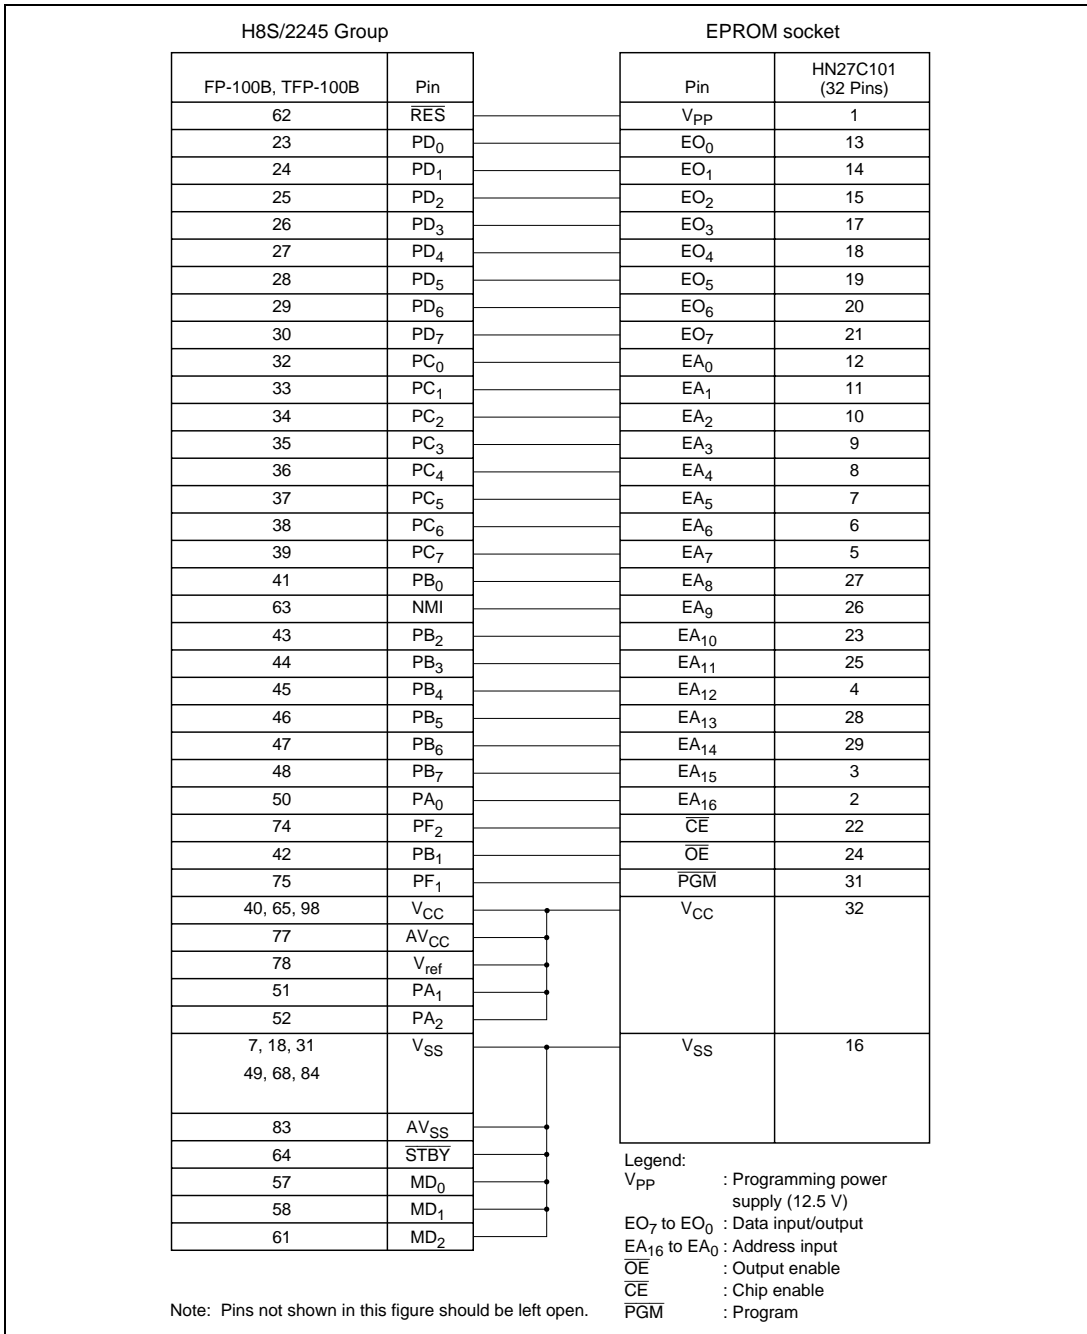 H8S/2245 Group EPROM socket
FP-100B, TFP-100B Pin Pin HN27C101 (32 Pins)
62 R̅E̅S̅ VPP 1
23 PD0 EO0 13
24 PD1 EO1 14
25 PD2 EO2 15
26 PD3 EO3 17
27 PD4 EO4 18
28 PD5 EO5 19
29 PD6 EO6 20
30 PD7 EO7 21
32 PC0 EA0 12
33 PC1 EA1 11
34 PC2 EA2 10
35 PC3 EA3 9
36 PC4 EA4 8
37 PC5 EA5 7
38 PC6 EA6 6
39 PC7 EA7 5
41 PB0 EA8 27
63 NMI EA9 26
43 PB2 EA10 23
44 PB3 EA11 25
45 PB4 EA12 4
46 PB5 EA13 28
47 PB6 EA14 29
48 PB7 EA15 3
50 PA0 EA16 2
74 PF2 C̅E̅ 22
42 PB1 O̅E̅ 24
75 PF1 P̅G̅M̅ 31
40, 65, 98 VCC VCC 32
77 AVCC
78 Vref
51 PA1
52 PA2
7, 18, 31 VSS VSS 16
49, 68, 84
83 AVSS
64 S̅T̅B̅Y̅
57 MD0
58 MD1
61 MD2
Legend:
VPP : Programming power
supply (12.5 V)
EO7 to EO0 : Data input/output
EA16 to EA0 : Address input
O̅E̅ : Output enable
C̅E̅ : Chip enable
P̅G̅M̅ : Program
Note: Pins not shown in this figure should be left open.